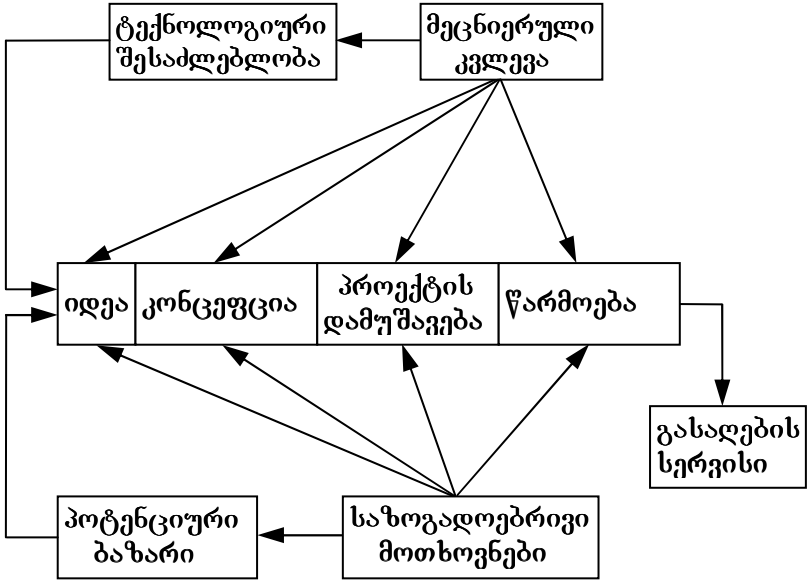 ტექნოლოგიური
შესაძლებლობა
მეცნიერული
კვლევა
იდეა
კონცეფცია
პროექტის
დამუშავება
წარმოება
გასაღების
სერვისი
პოტენციური
ბაზარი
საზოგადოებრივი
მოთხოვნები